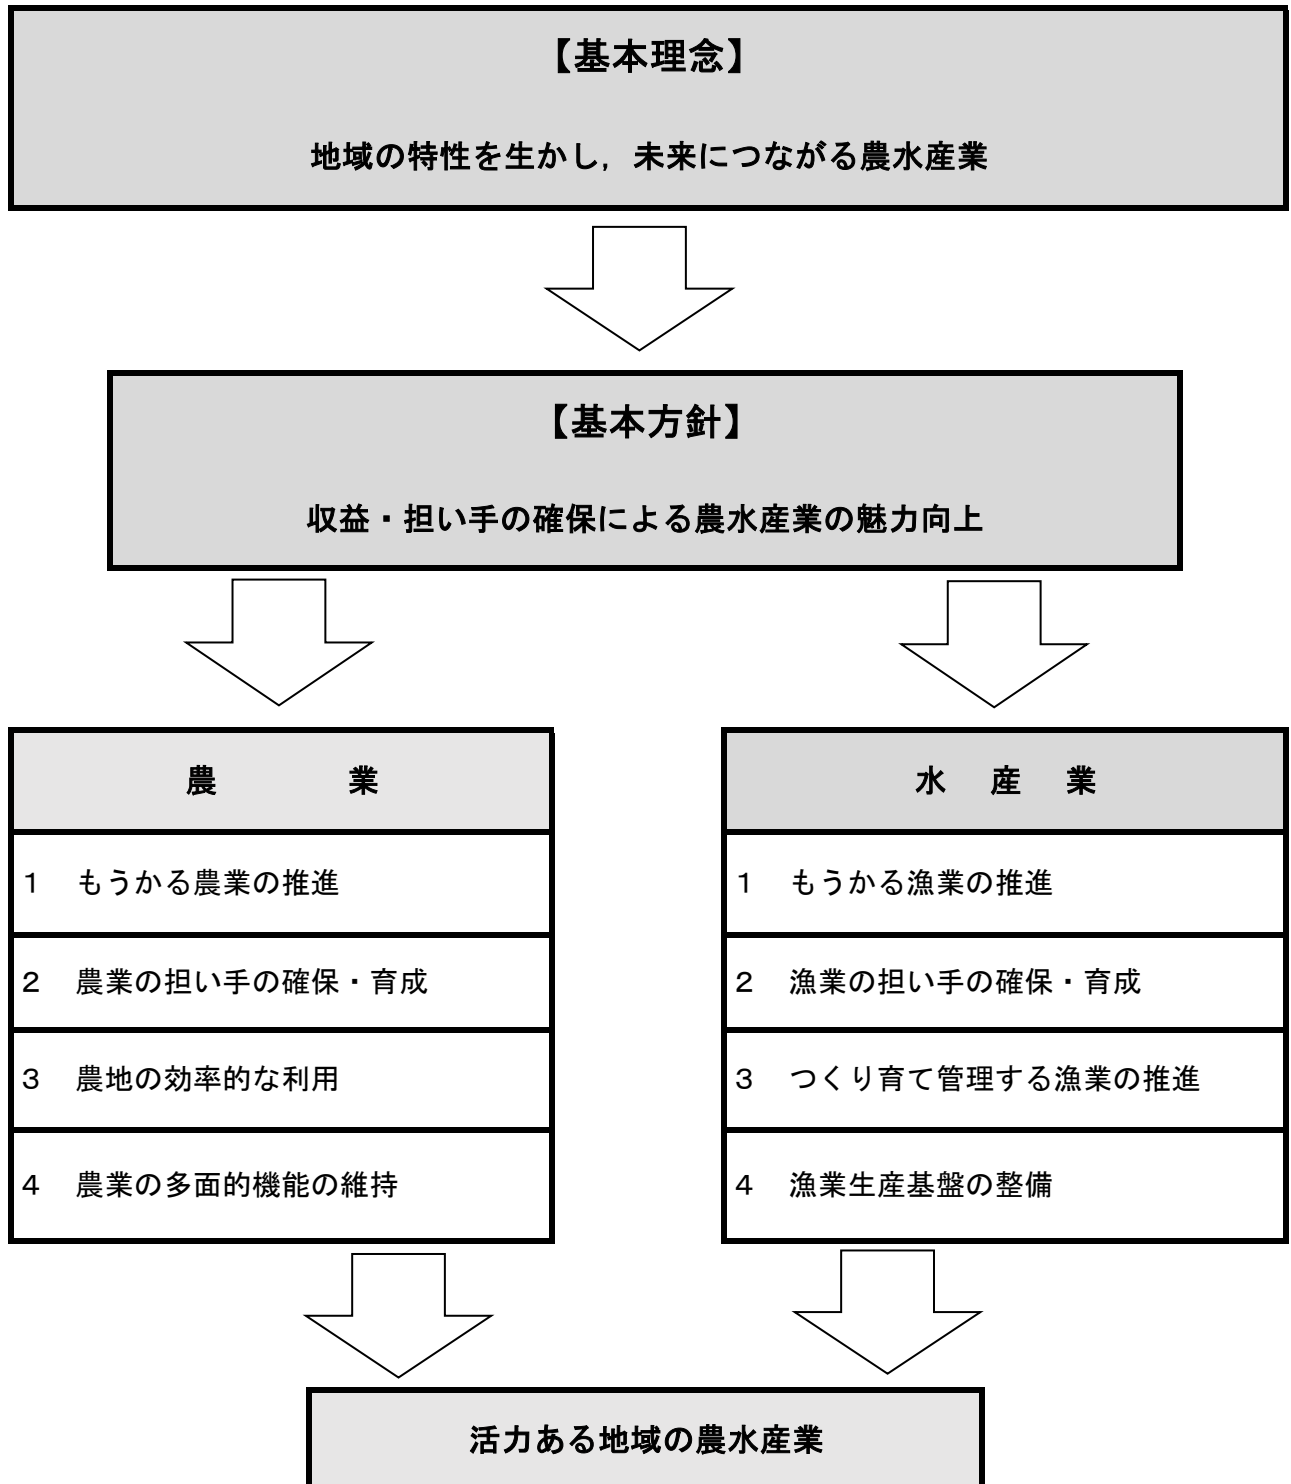 【基本理念】
地域の特性を生かし，未来につながる農水産業
【基本方針】
収益・担い手の確保による農水産業の魅力向上
農　業
１　もうかる農業の推進
２　農業の担い手の確保・育成
３　農地の効率的な利用
４　農業の多面的機能の維持
水　産　業
１　もうかる漁業の推進
２　漁業の担い手の確保・育成
３　つくり育て管理する漁業の推進
４　漁業生産基盤の整備
活力ある地域の農水産業